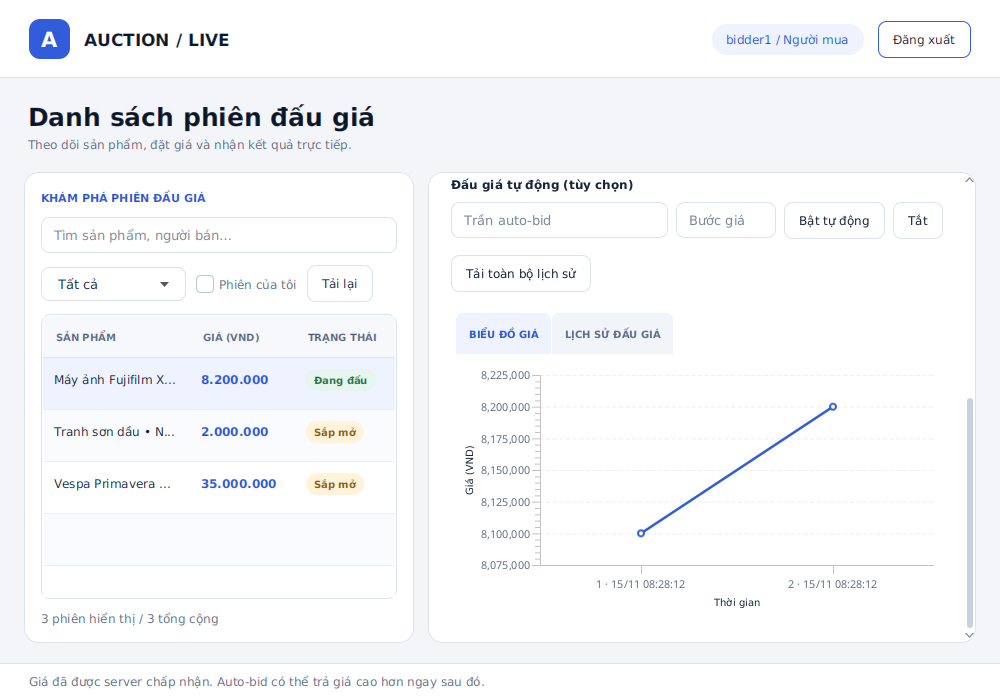 A AUCTION / LIVE
bidder1 / Người mua
Đăng xuất
Danh sách phiên đấu giá
Theo dõi sản phẩm, đặt giá và nhận kết quả trực tiếp.
KHÁM PHÁ PHIÊN ĐẤU GIÁ
Tìm sản phẩm, người bán...
Tất cả
Phiên của tôi
Tải lại
SẢN PHẨM GIÁ (VND) TRẠNG THÁI
Máy ảnh Fujifilm X... 8.200.000 Đang đấu
Tranh sơn dầu • N... 2.000.000 Sắp mở
Vespa Primavera ... 35.000.000 Sắp mở
3 phiên hiển thị / 3 tổng cộng
Đấu giá tự động (tùy chọn)
Trần auto-bid
Bước giá
Bật tự động
Tắt
Tải toàn bộ lịch sử
BIỂU ĐỒ GIÁ
LỊCH SỬ ĐẤU GIÁ
Giá (VND)
8,225,000
8,200,000
8,175,000
8,150,000
8,125,000
8,100,000
8,075,000
1 · 15/11 08:28:12
2 · 15/11 08:28:12
Thời gian
Giá đã được server chấp nhận. Auto-bid có thể trả giá cao hơn ngay sau đó.